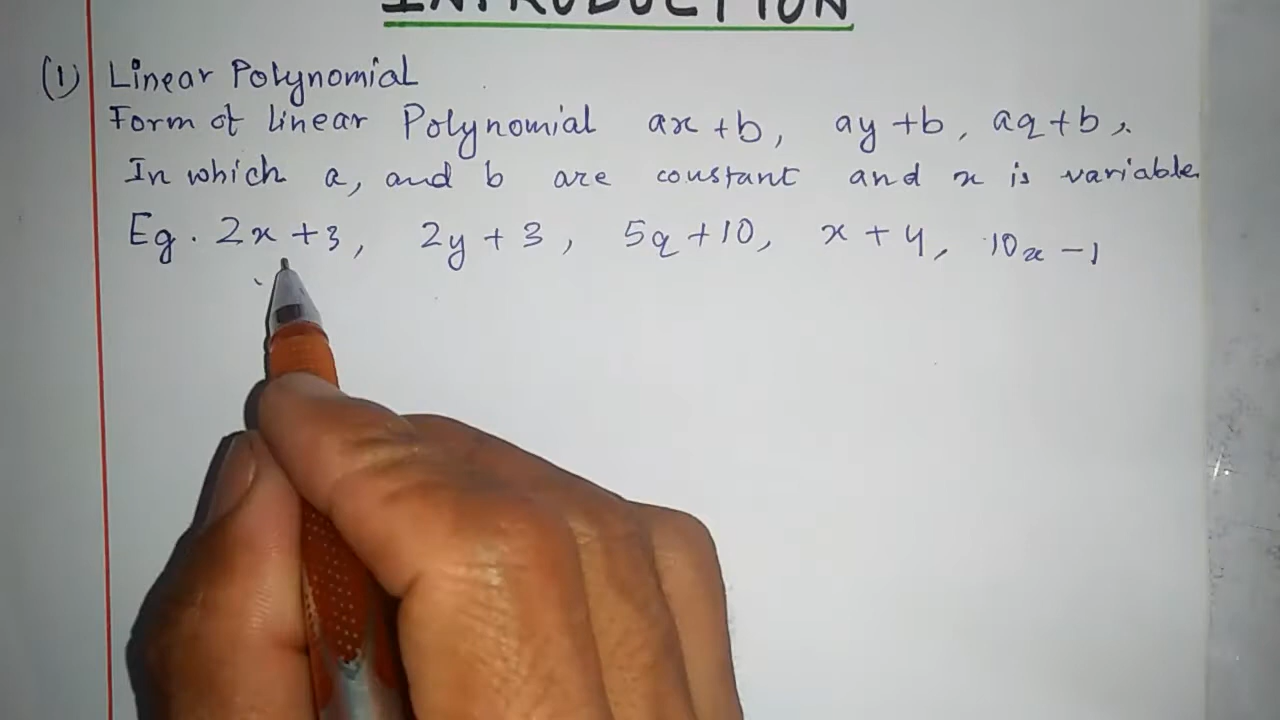 INTRODUCTION
(1) Linear Polynomial
Form of linear Polynomial ax+b, ay+b, aq+b,.
In which a, and b are constant and x is variable.
Eg. 2x+3, 2y+3, 5q+10, x+4, 10x-1